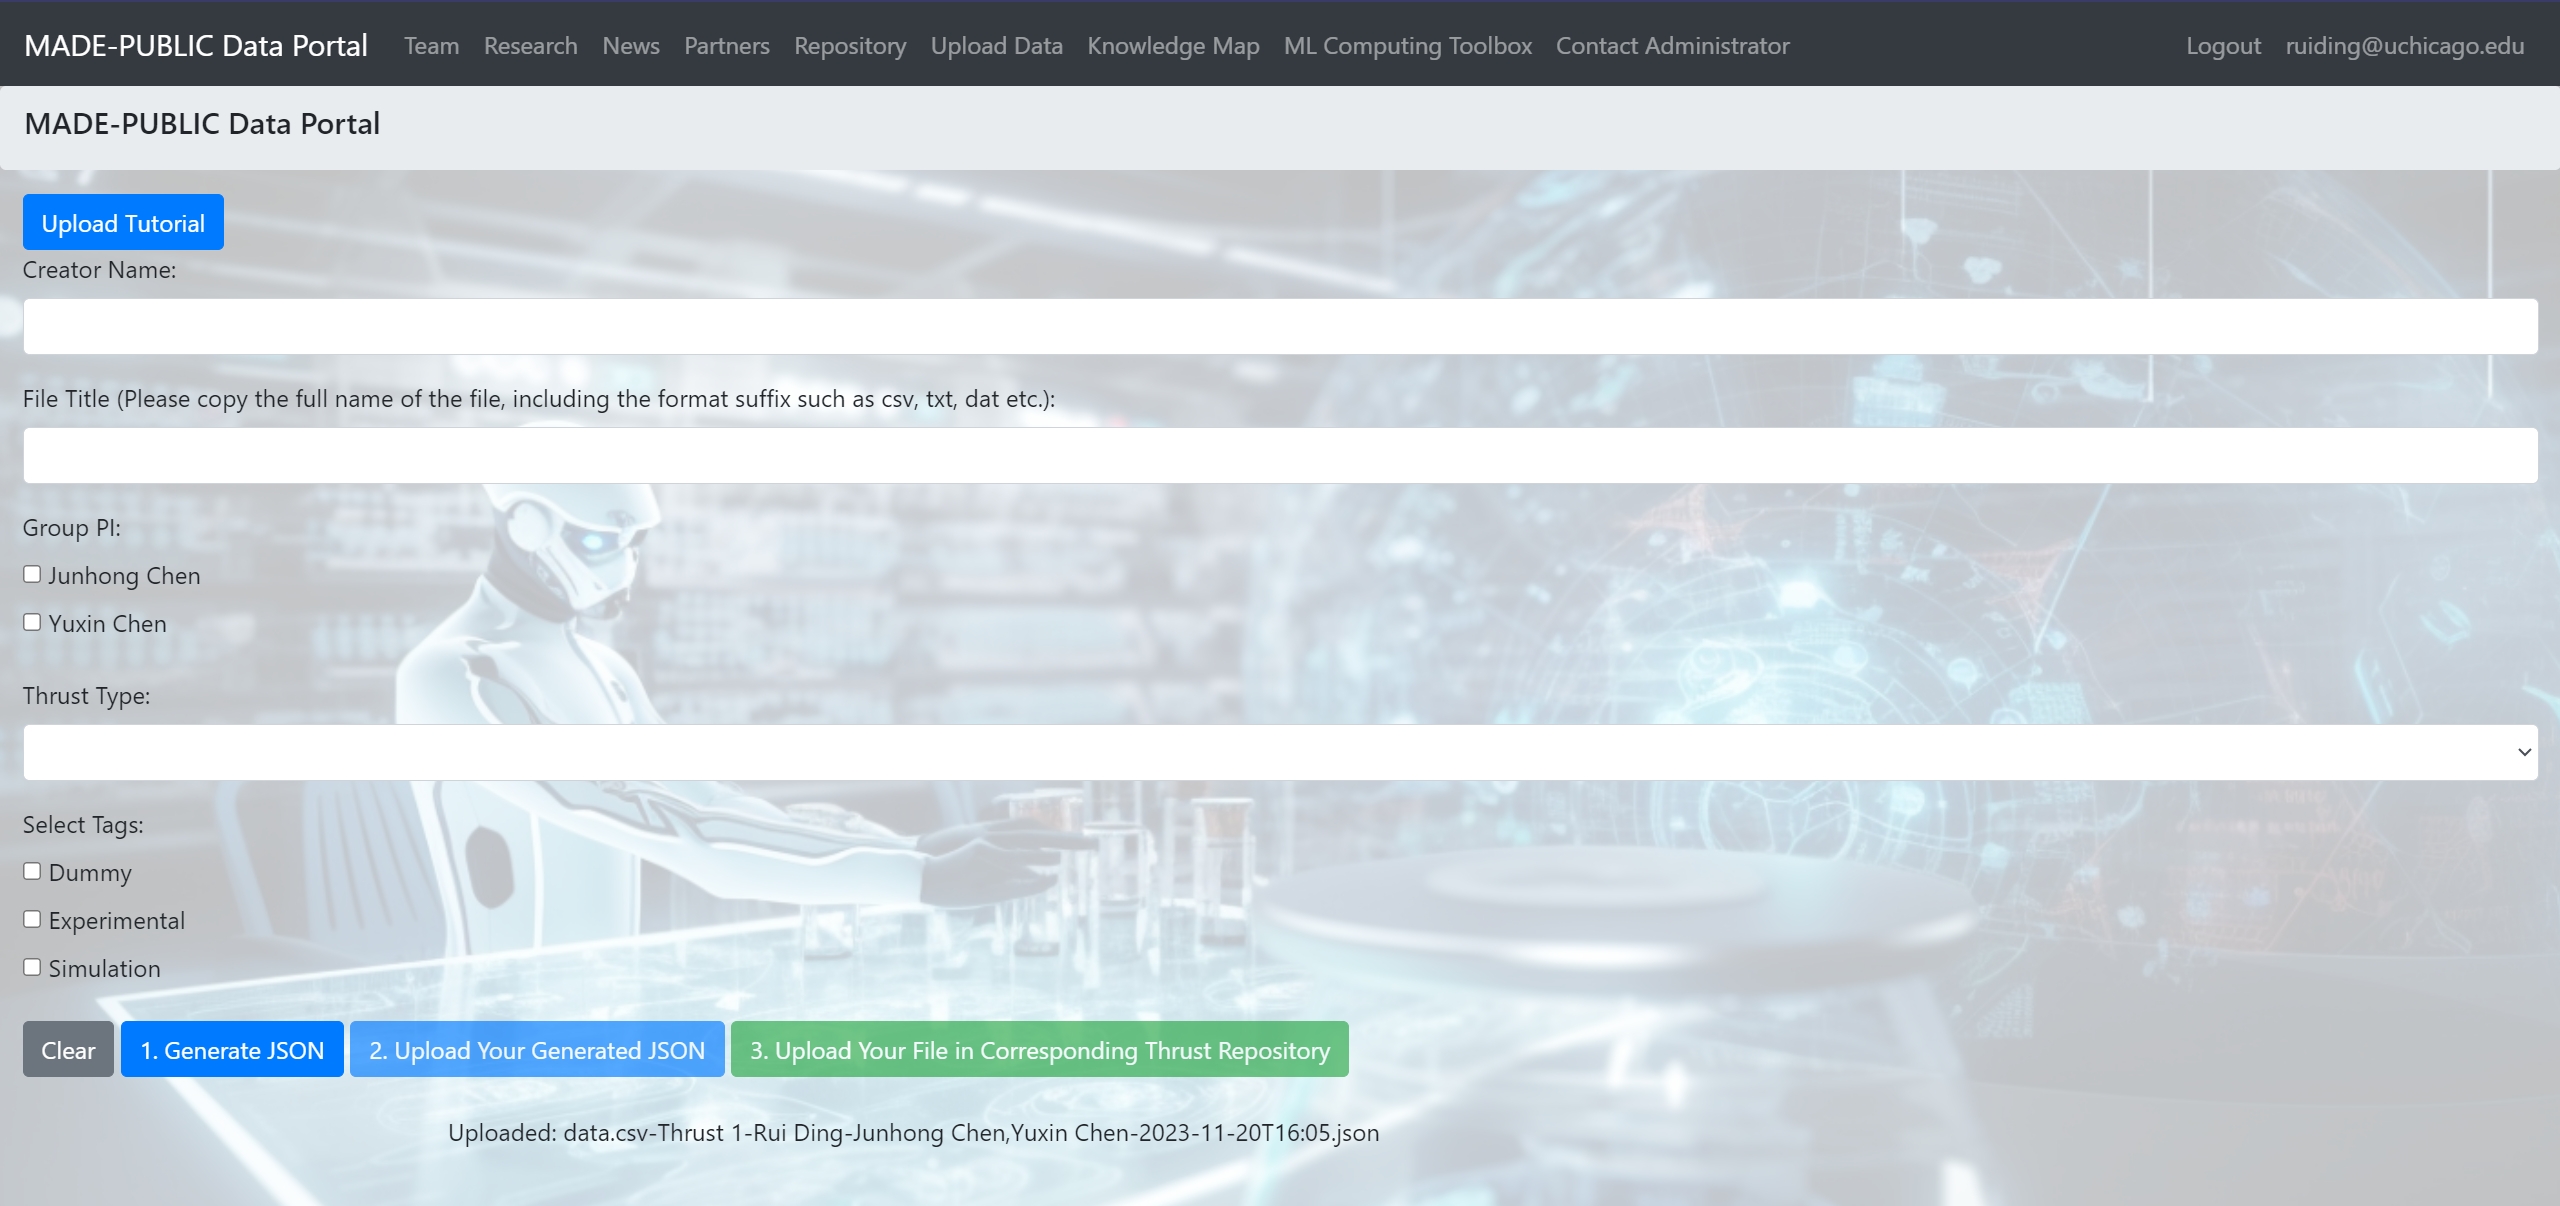 MADE-PUBLIC Data Portal Team Research News Partners Repository Upload Data Knowledge Map ML Computing Toolbox Contact Administrator Logout ruiding@uchicago.edu
MADE-PUBLIC Data Portal
Upload Tutorial
Creator Name:
File Title (Please copy the full name of the file, including the format suffix such as csv, txt, dat etc.):
Group PI:
Junhong Chen
Yuxin Chen
Thrust Type:
Select Tags:
Dummy
Experimental
Simulation
Clear 1. Generate JSON 2. Upload Your Generated JSON 3. Upload Your File in Corresponding Thrust Repository
Uploaded: data.csv-Thrust 1-Rui Ding-Junhong Chen,Yuxin Chen-2023-11-20T16:05.json